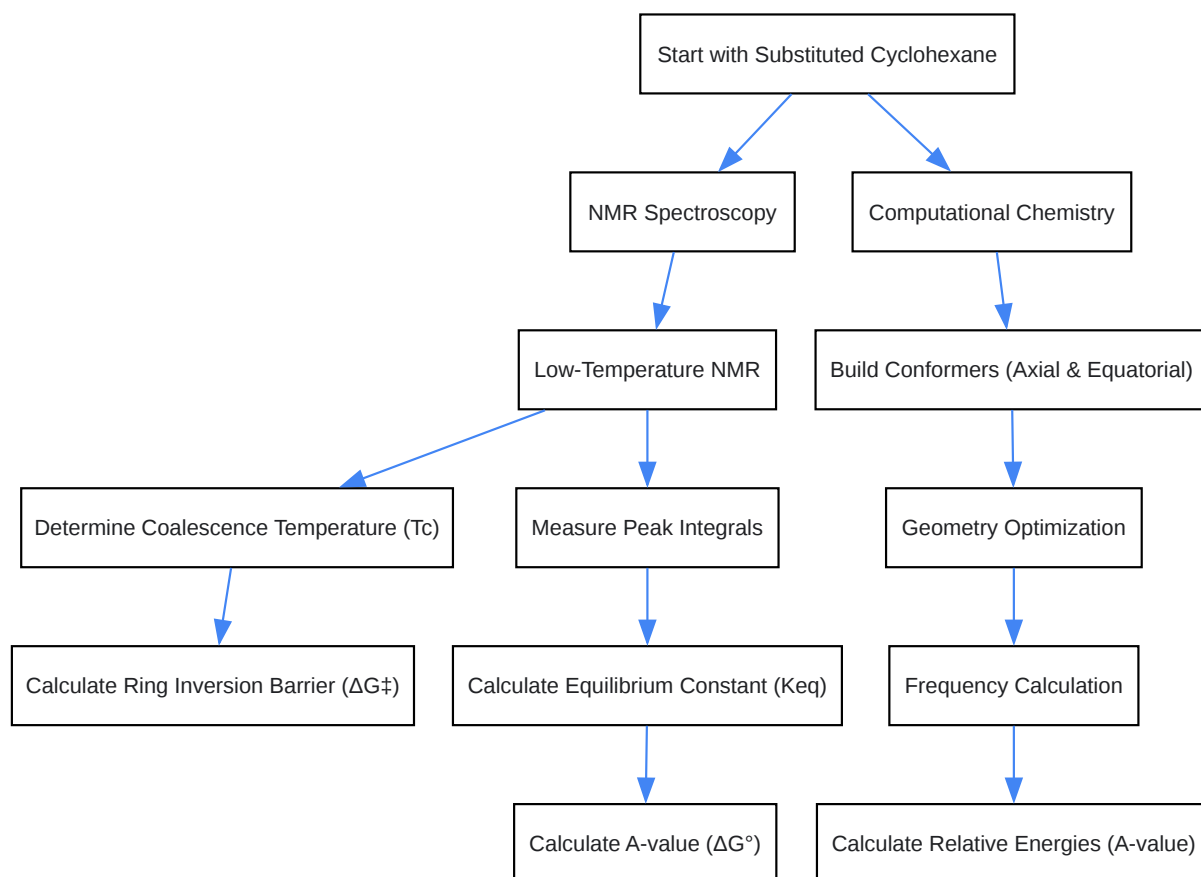 Start with Substituted Cyclohexane
NMR Spectroscopy
Computational Chemistry
Low-Temperature NMR
Build Conformers (Axial & Equatorial)
Determine Coalescence Temperature (Tc)
Measure Peak Integrals
Geometry Optimization
Calculate Ring Inversion Barrier (ΔG‡)
Calculate Equilibrium Constant (Keq)
Frequency Calculation
Calculate A-value (ΔG°)
Calculate Relative Energies (A-value)